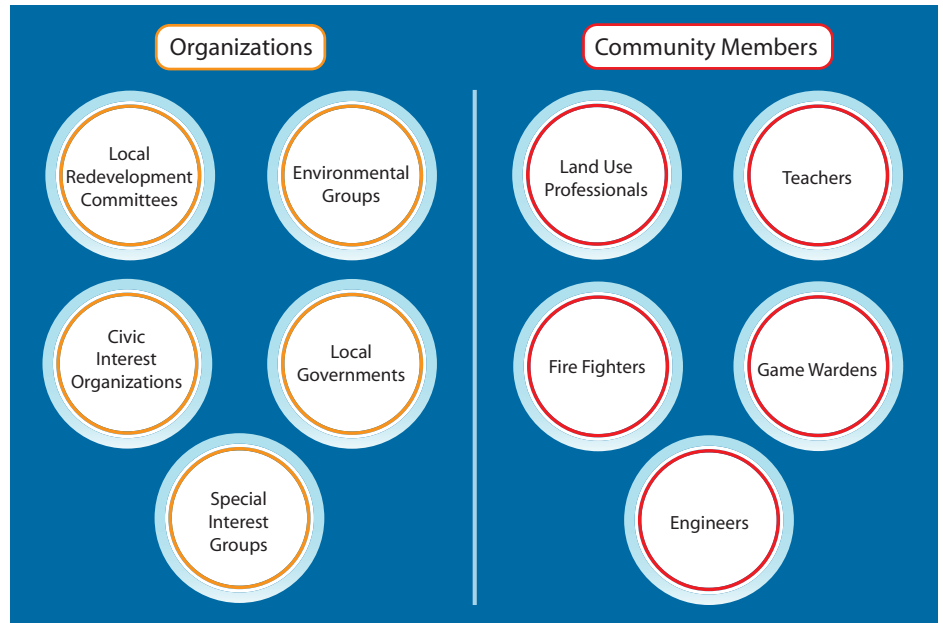 Organizations
Local
Redevelopment
Committees
Environmental
Groups
Civic
Interest
Organizations
Local
Governments
Special
Interest
Groups
Community Members
Land Use
Professionals
Teachers
Fire Fighters
Game Wardens
Engineers